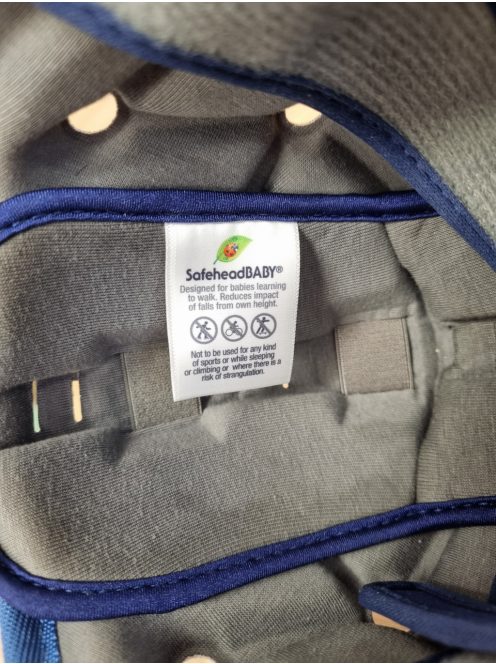 SafeheadBABY®
Designed for babies learning
to walk. Reduces impact
of falls from own height.
Not to be used for any kind
of sports or while sleeping
or climbing or where there is a
risk of strangulation.